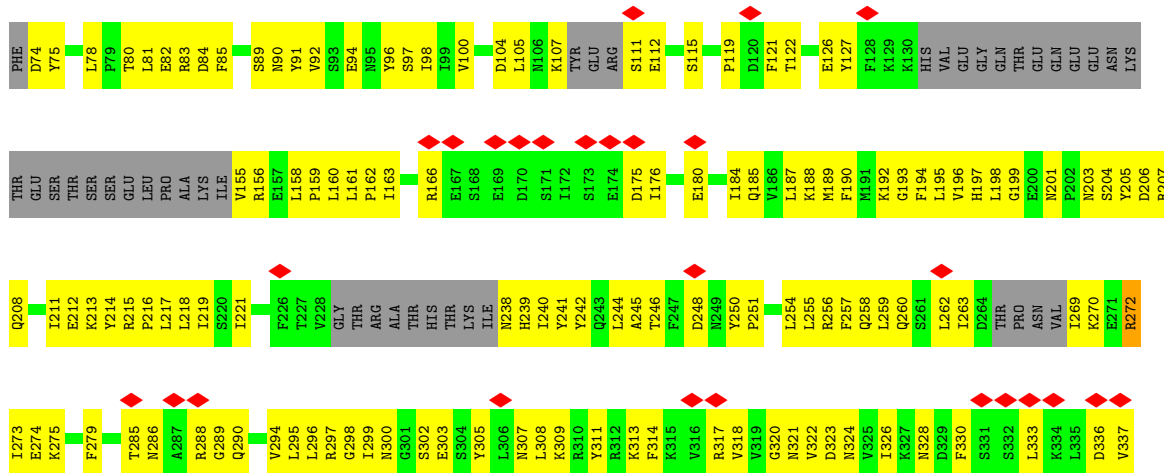 PHE D74 Y75 L78 P79 T80 L81 E82 R83 D84 F85 S89 N90 Y91 V92 S93 E94 N95 Y96 S97 I98 I99 V100 D104 L105 N106 K107 TYR GLU ARG S111 E112 S115 P119 D120 F121 T122 E126 Y127 F128 K129 K130 HIS VAL GLU GLU GLY GLN THR GLU GLN GLU GLU GLU ASN LYS
THR GLU SER THR SER SER GLU LEU PRO ALA LYS ILE V155 R156 E157 L158 P159 L160 L161 P162 I163 R166 E167 S168 E169 D170 S171 I172 S173 E174 D175 I176 E180 I184 Q185 V186 L187 K188 M189 F190 M191 K192 G193 F194 L195 V196 H197 L198 G199 E200 N201 P202 N203 S204 Y205 D206 R207
Q208 I211 E212 K213 Y214 R215 P216 L217 L218 I219 S220 I221 F226 T227 V228 GLY THR ARG ALA THR HIS THR LYS ILE N238 H239 I240 Y241 Y242 Q243 L244 A245 T246 F247 D248 N249 Y250 P251 L254 L255 R256 F257 Q258 L259 Q260 S261 L262 I263 D264 THR PRO ASN VAL I269 K270 E271 R272
I273 E274 K275 F279 T285 N286 A287 R288 G289 Q290 V294 L295 L296 R297 G298 I299 N300 G301 S302 E303 S304 Y305 L306 N307 L308 K309 R310 Y311 R312 K313 F314 K315 V316 R317 V318 V319 G320 N321 V322 D323 N324 V325 I326 K327 N328 D329 F330 S331 S332 L333 K334 L335 D336 V337